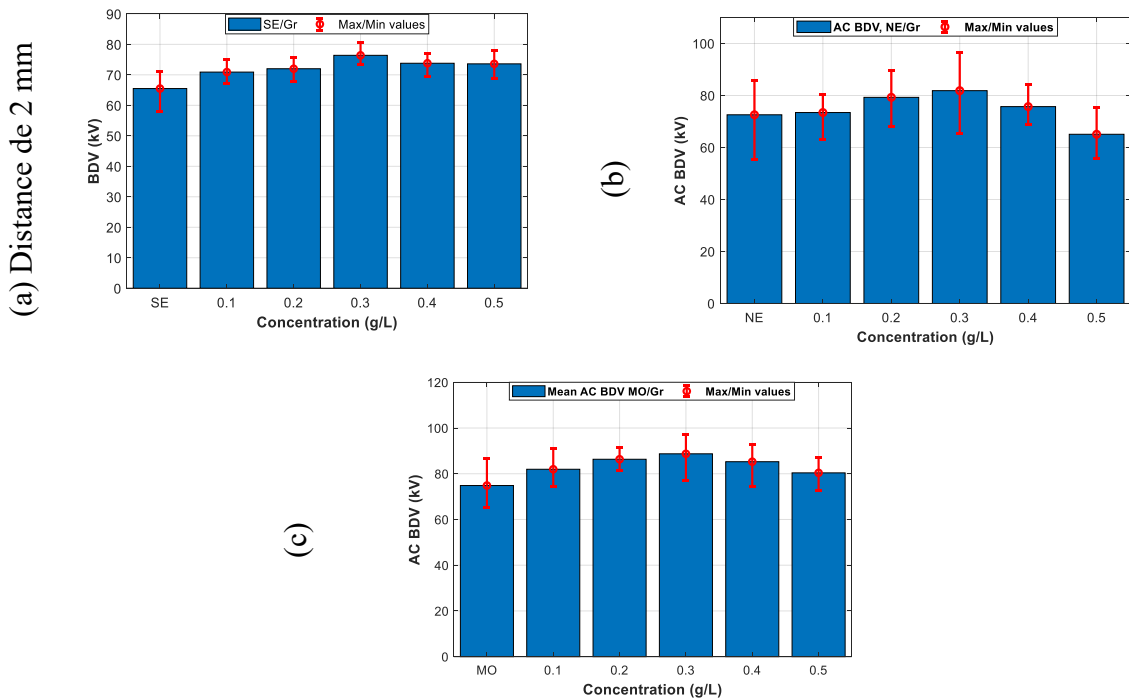 (a) Distance de 2 mm
SE/Gr Max/Min values
90
80
70
60
50
40
30
20
10
0
BDV (kV)
SE 0.1 0.2 0.3 0.4 0.5
Concentration (g/L)
(b)
AC BDV, NE/Gr Max/Min values
100
80
60
40
20
0
AC BDV (kV)
NE 0.1 0.2 0.3 0.4 0.5
Concentration (g/L)
(c)
Mean AC BDV MO/Gr Max/Min values
120
100
80
60
40
20
0
AC BDV (kV)
MO 0.1 0.2 0.3 0.4 0.5
Concentration (g/L)